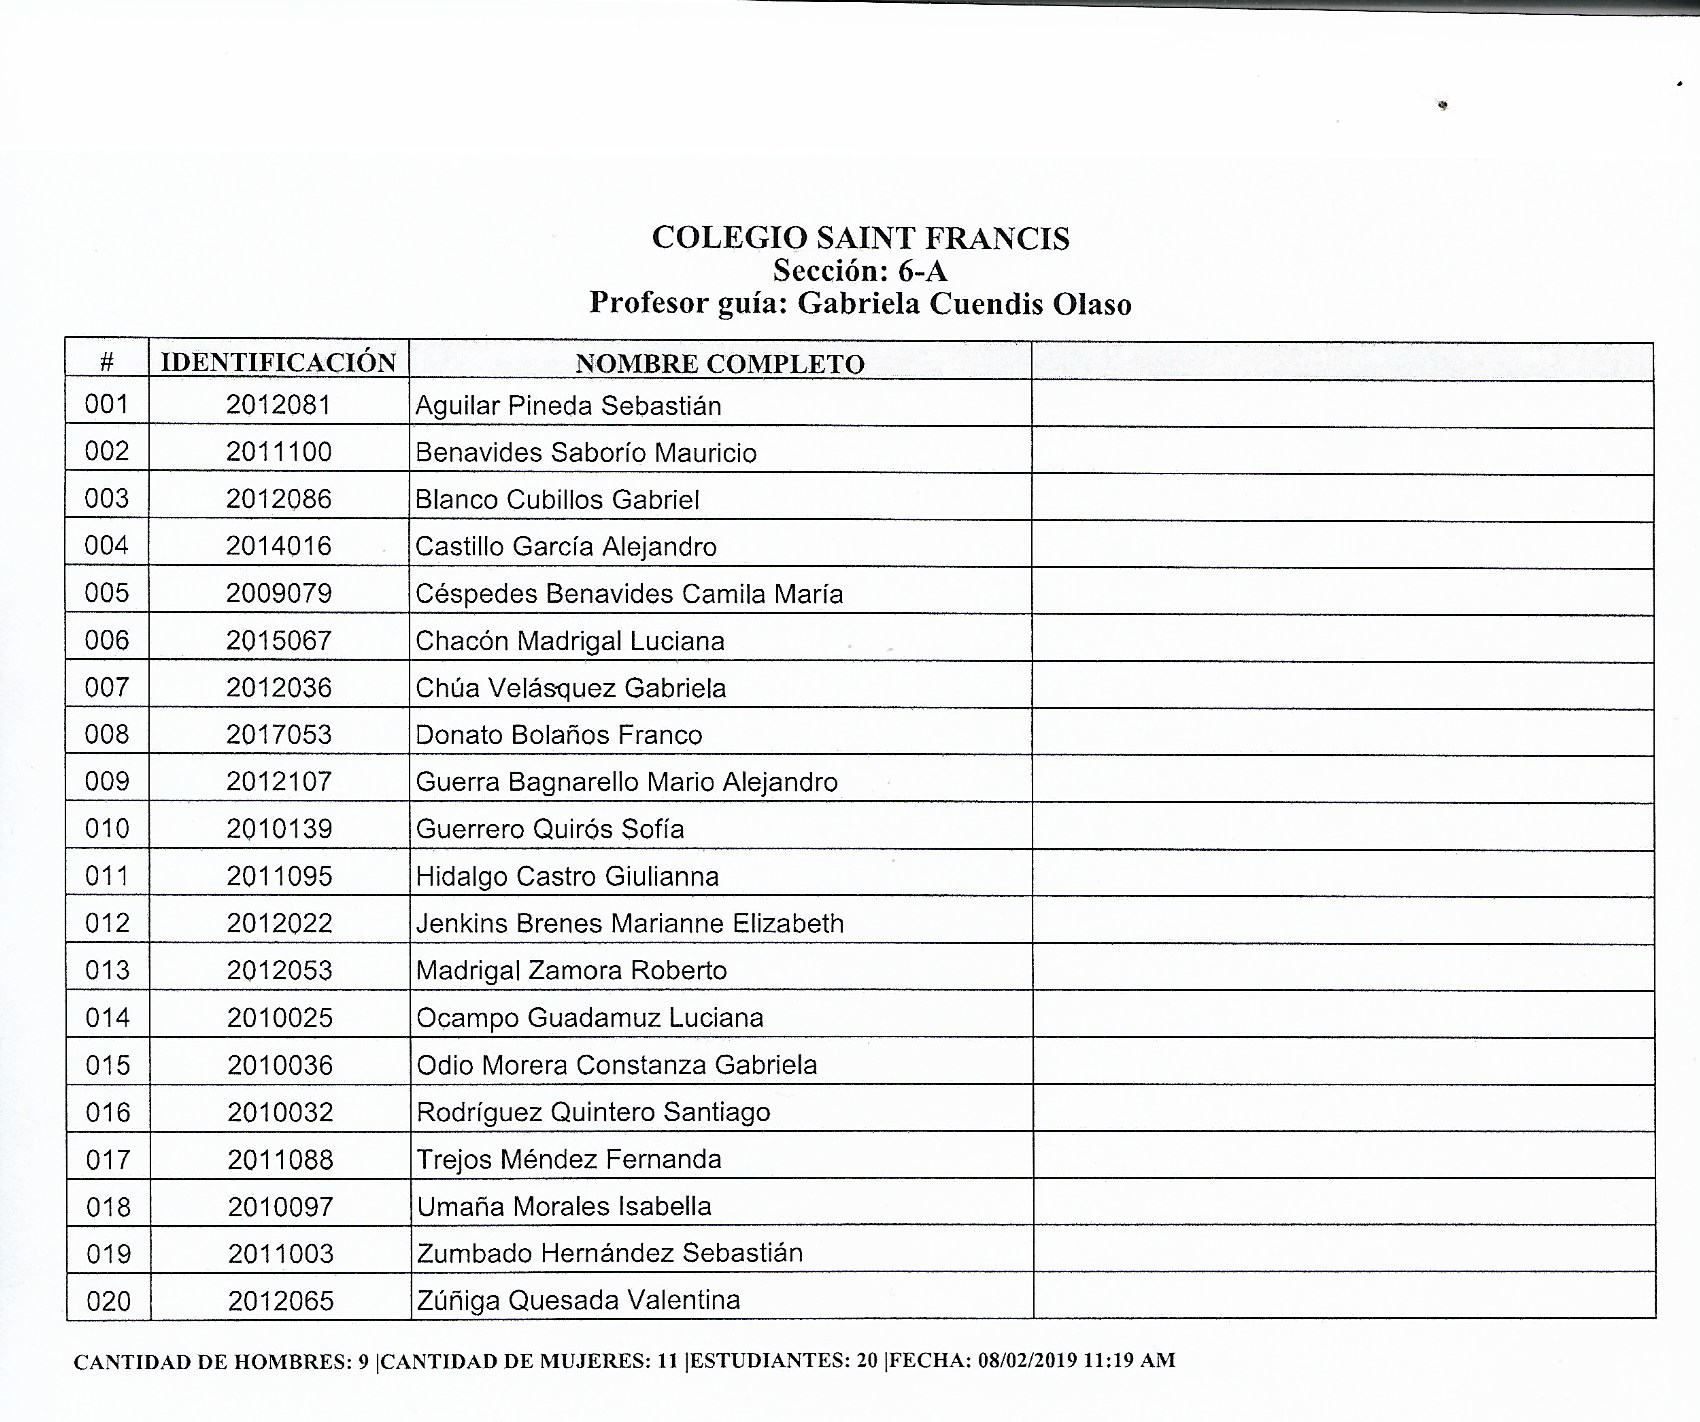 COLEGIO SAINT FRANCIS
Sección: 6-A
Profesor guía: Gabriela Cuendis Olaso
# IDENTIFICACIÓN NOMBRE COMPLETO
001 2012081 Aguilar Pineda Sebastián
002 2011100 Benavides Saborío Mauricio
003 2012086 Blanco Cubillos Gabriel
004 2014016 Castillo García Alejandro
005 2009079 Céspedes Benavides Camila María
006 2015067 Chacón Madrigal Luciana
007 2012036 Chúa Velásquez Gabriela
008 2017053 Donato Bolaños Franco
009 2012107 Guerra Bagnarello Mario Alejandro
010 2010139 Guerrero Quirós Sofía
011 2011095 Hidalgo Castro Giulianna
012 2012022 Jenkins Brenes Marianne Elizabeth
013 2012053 Madrigal Zamora Roberto
014 2010025 Ocampo Guadamuz Luciana
015 2010036 Odio Morera Constanza Gabriela
016 2010032 Rodríguez Quintero Santiago
017 2011088 Trejos Méndez Fernanda
018 2010097 Umaña Morales Isabella
019 2011003 Zumbado Hernández Sebastián
020 2012065 Zúñiga Quesada Valentina
CANTIDAD DE HOMBRES: 9 |CANTIDAD DE MUJERES: 11 |ESTUDIANTES: 20 |FECHA: 08/02/2019 11:19 AM